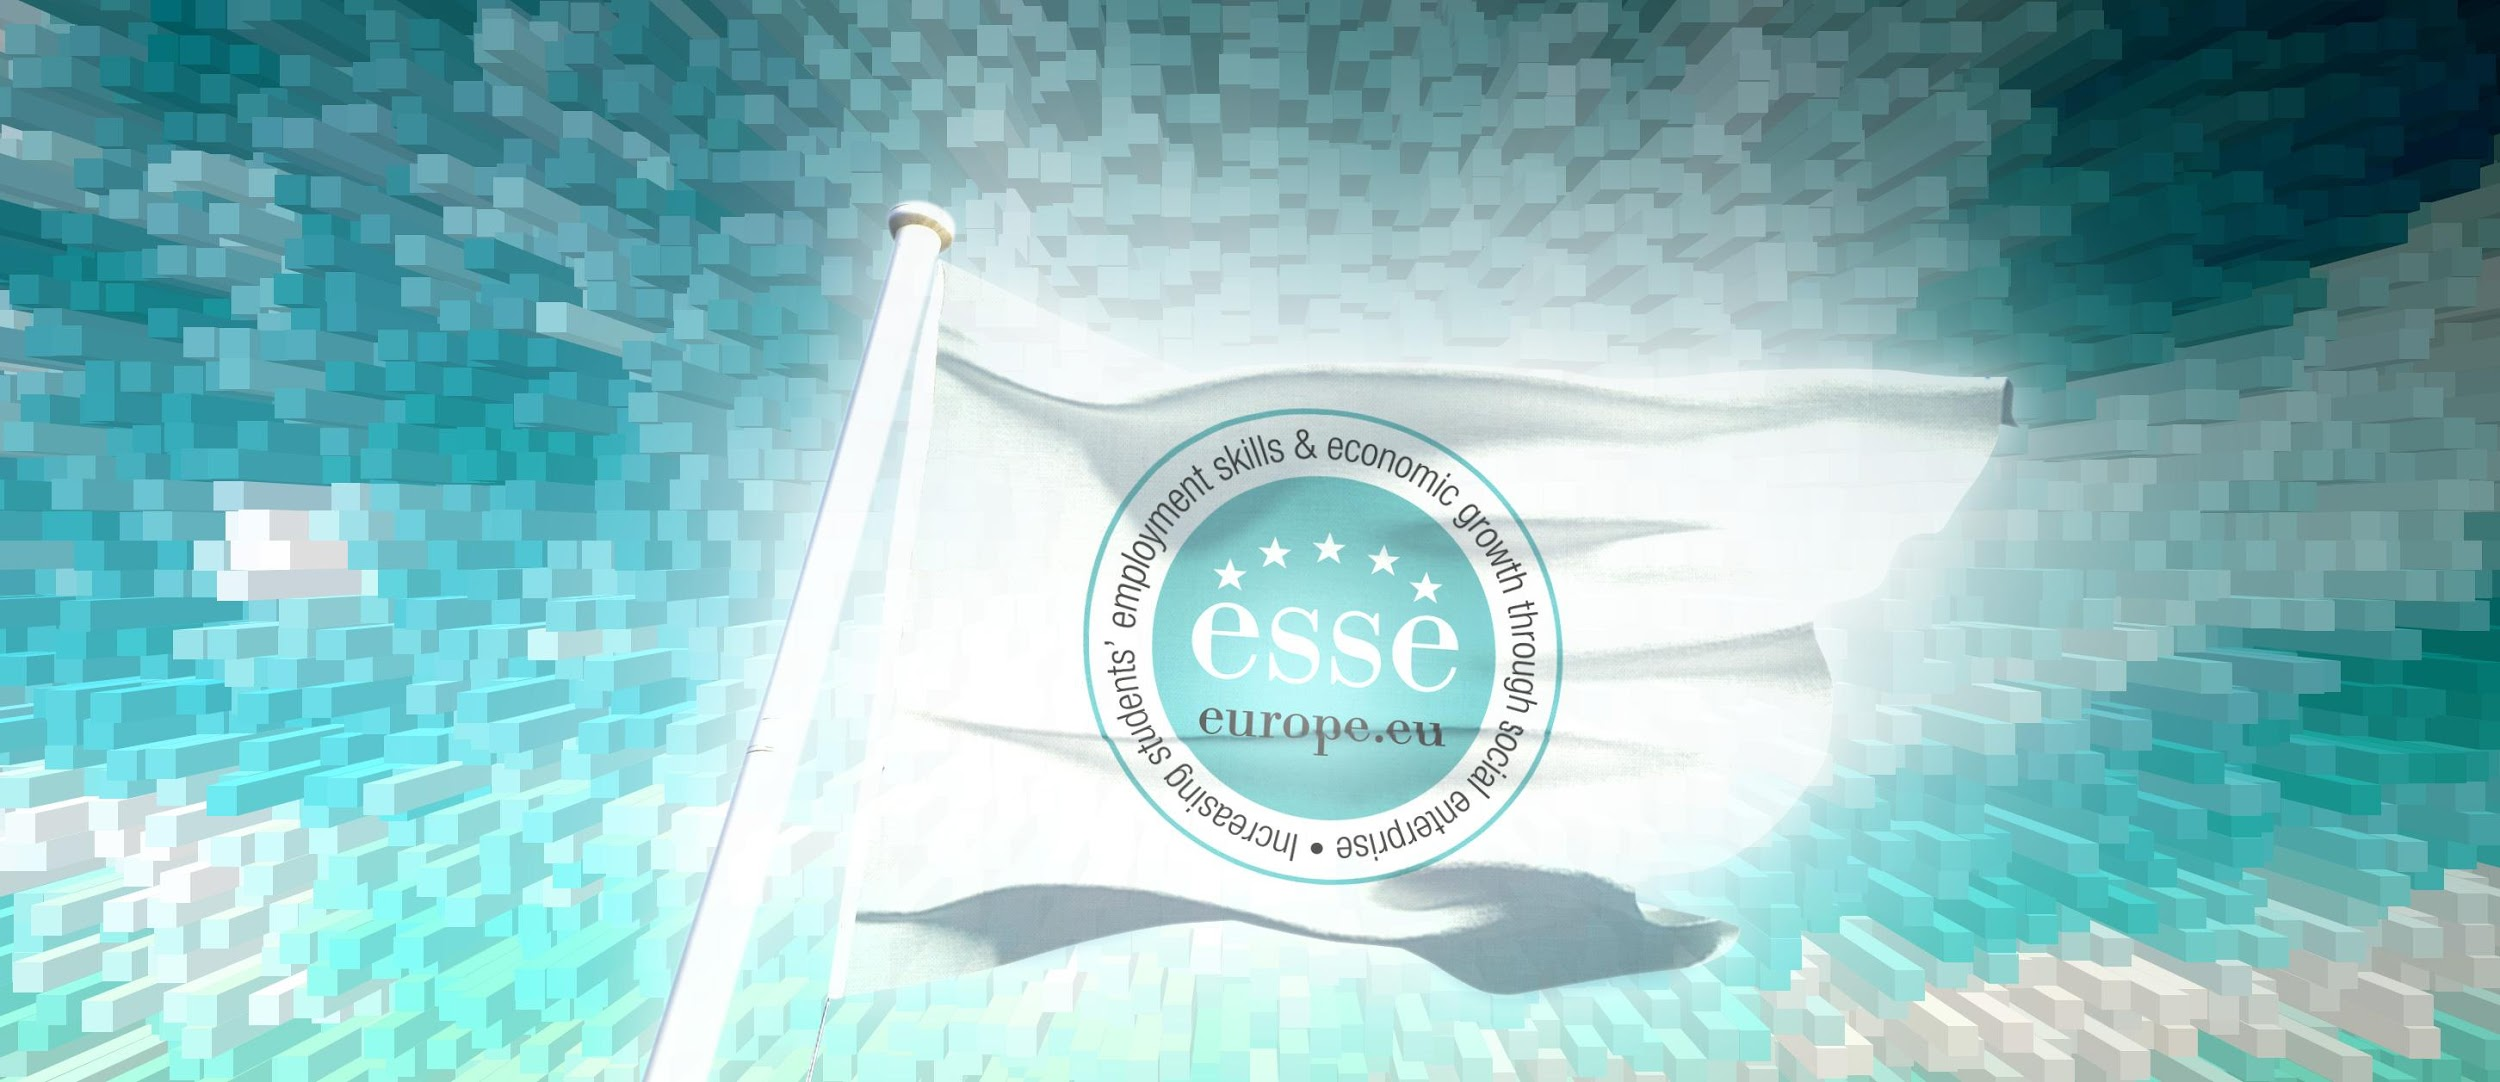 Increasing students' employment skills & economic growth through social enterprise •
esse
europe.eu